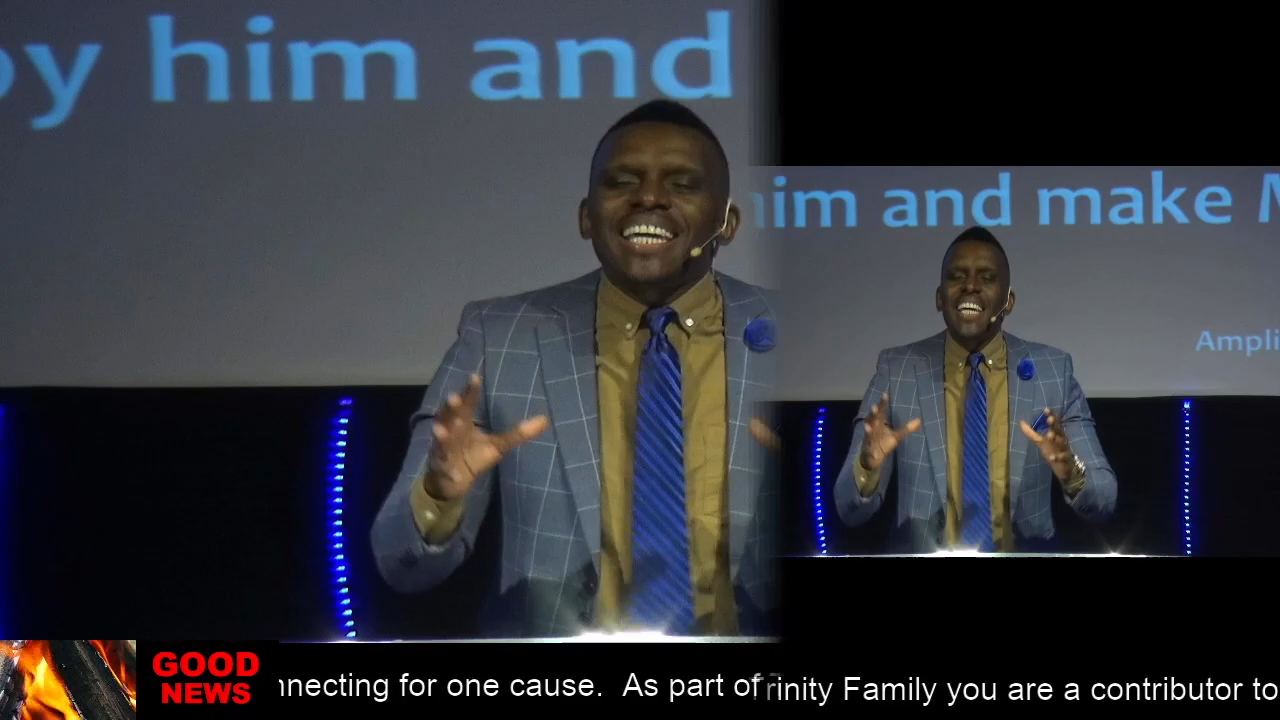 by him and
him and make M
Ampli
GOOD
NEWS
nnecting for one cause. As part of Trinity Family you are a contributor to